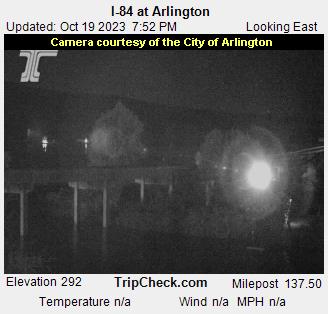 I-84 at Arlington
Updated: Oct 19 2023 7:52 PM Looking East
Camera courtesy of the City of Arlington
Elevation 292 TripCheck.com Milepost 137.50
Temperature n/a Wind n/a MPH n/a